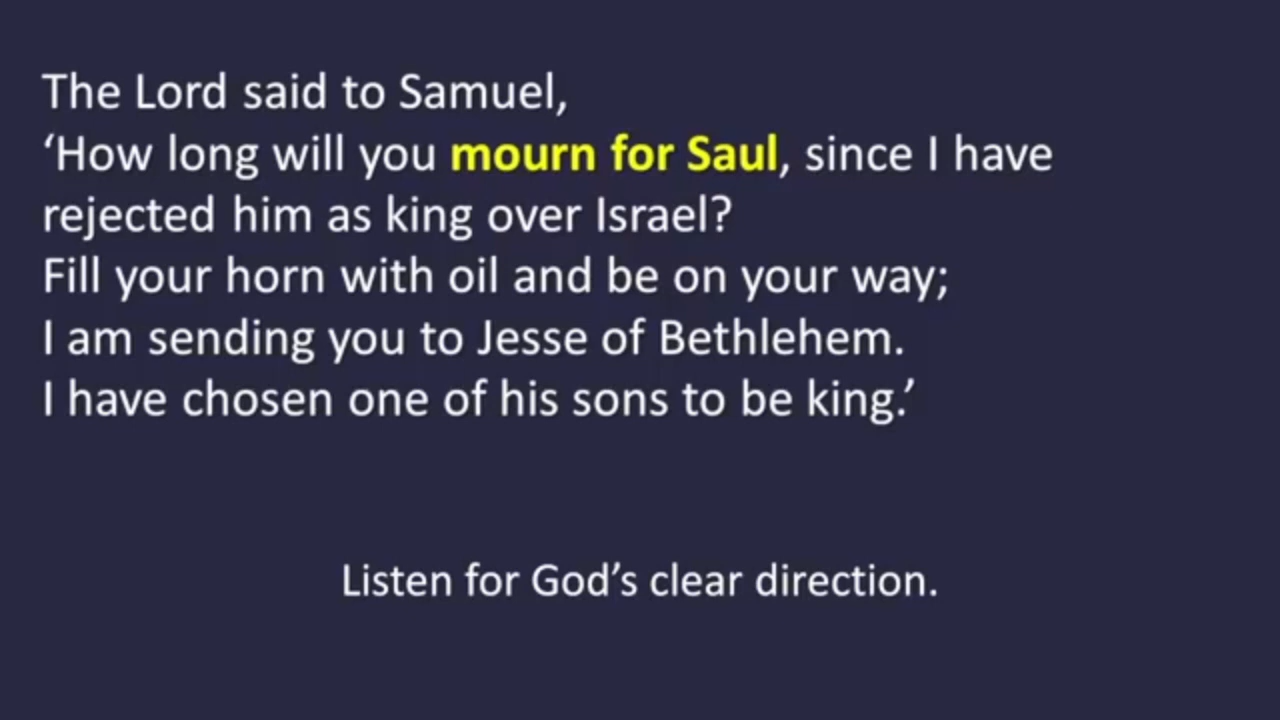 The Lord said to Samuel,
‘How long will you mourn for Saul, since I have
rejected him as king over Israel?
Fill your horn with oil and be on your way;
I am sending you to Jesse of Bethlehem.
I have chosen one of his sons to be king.’
Listen for God’s clear direction.